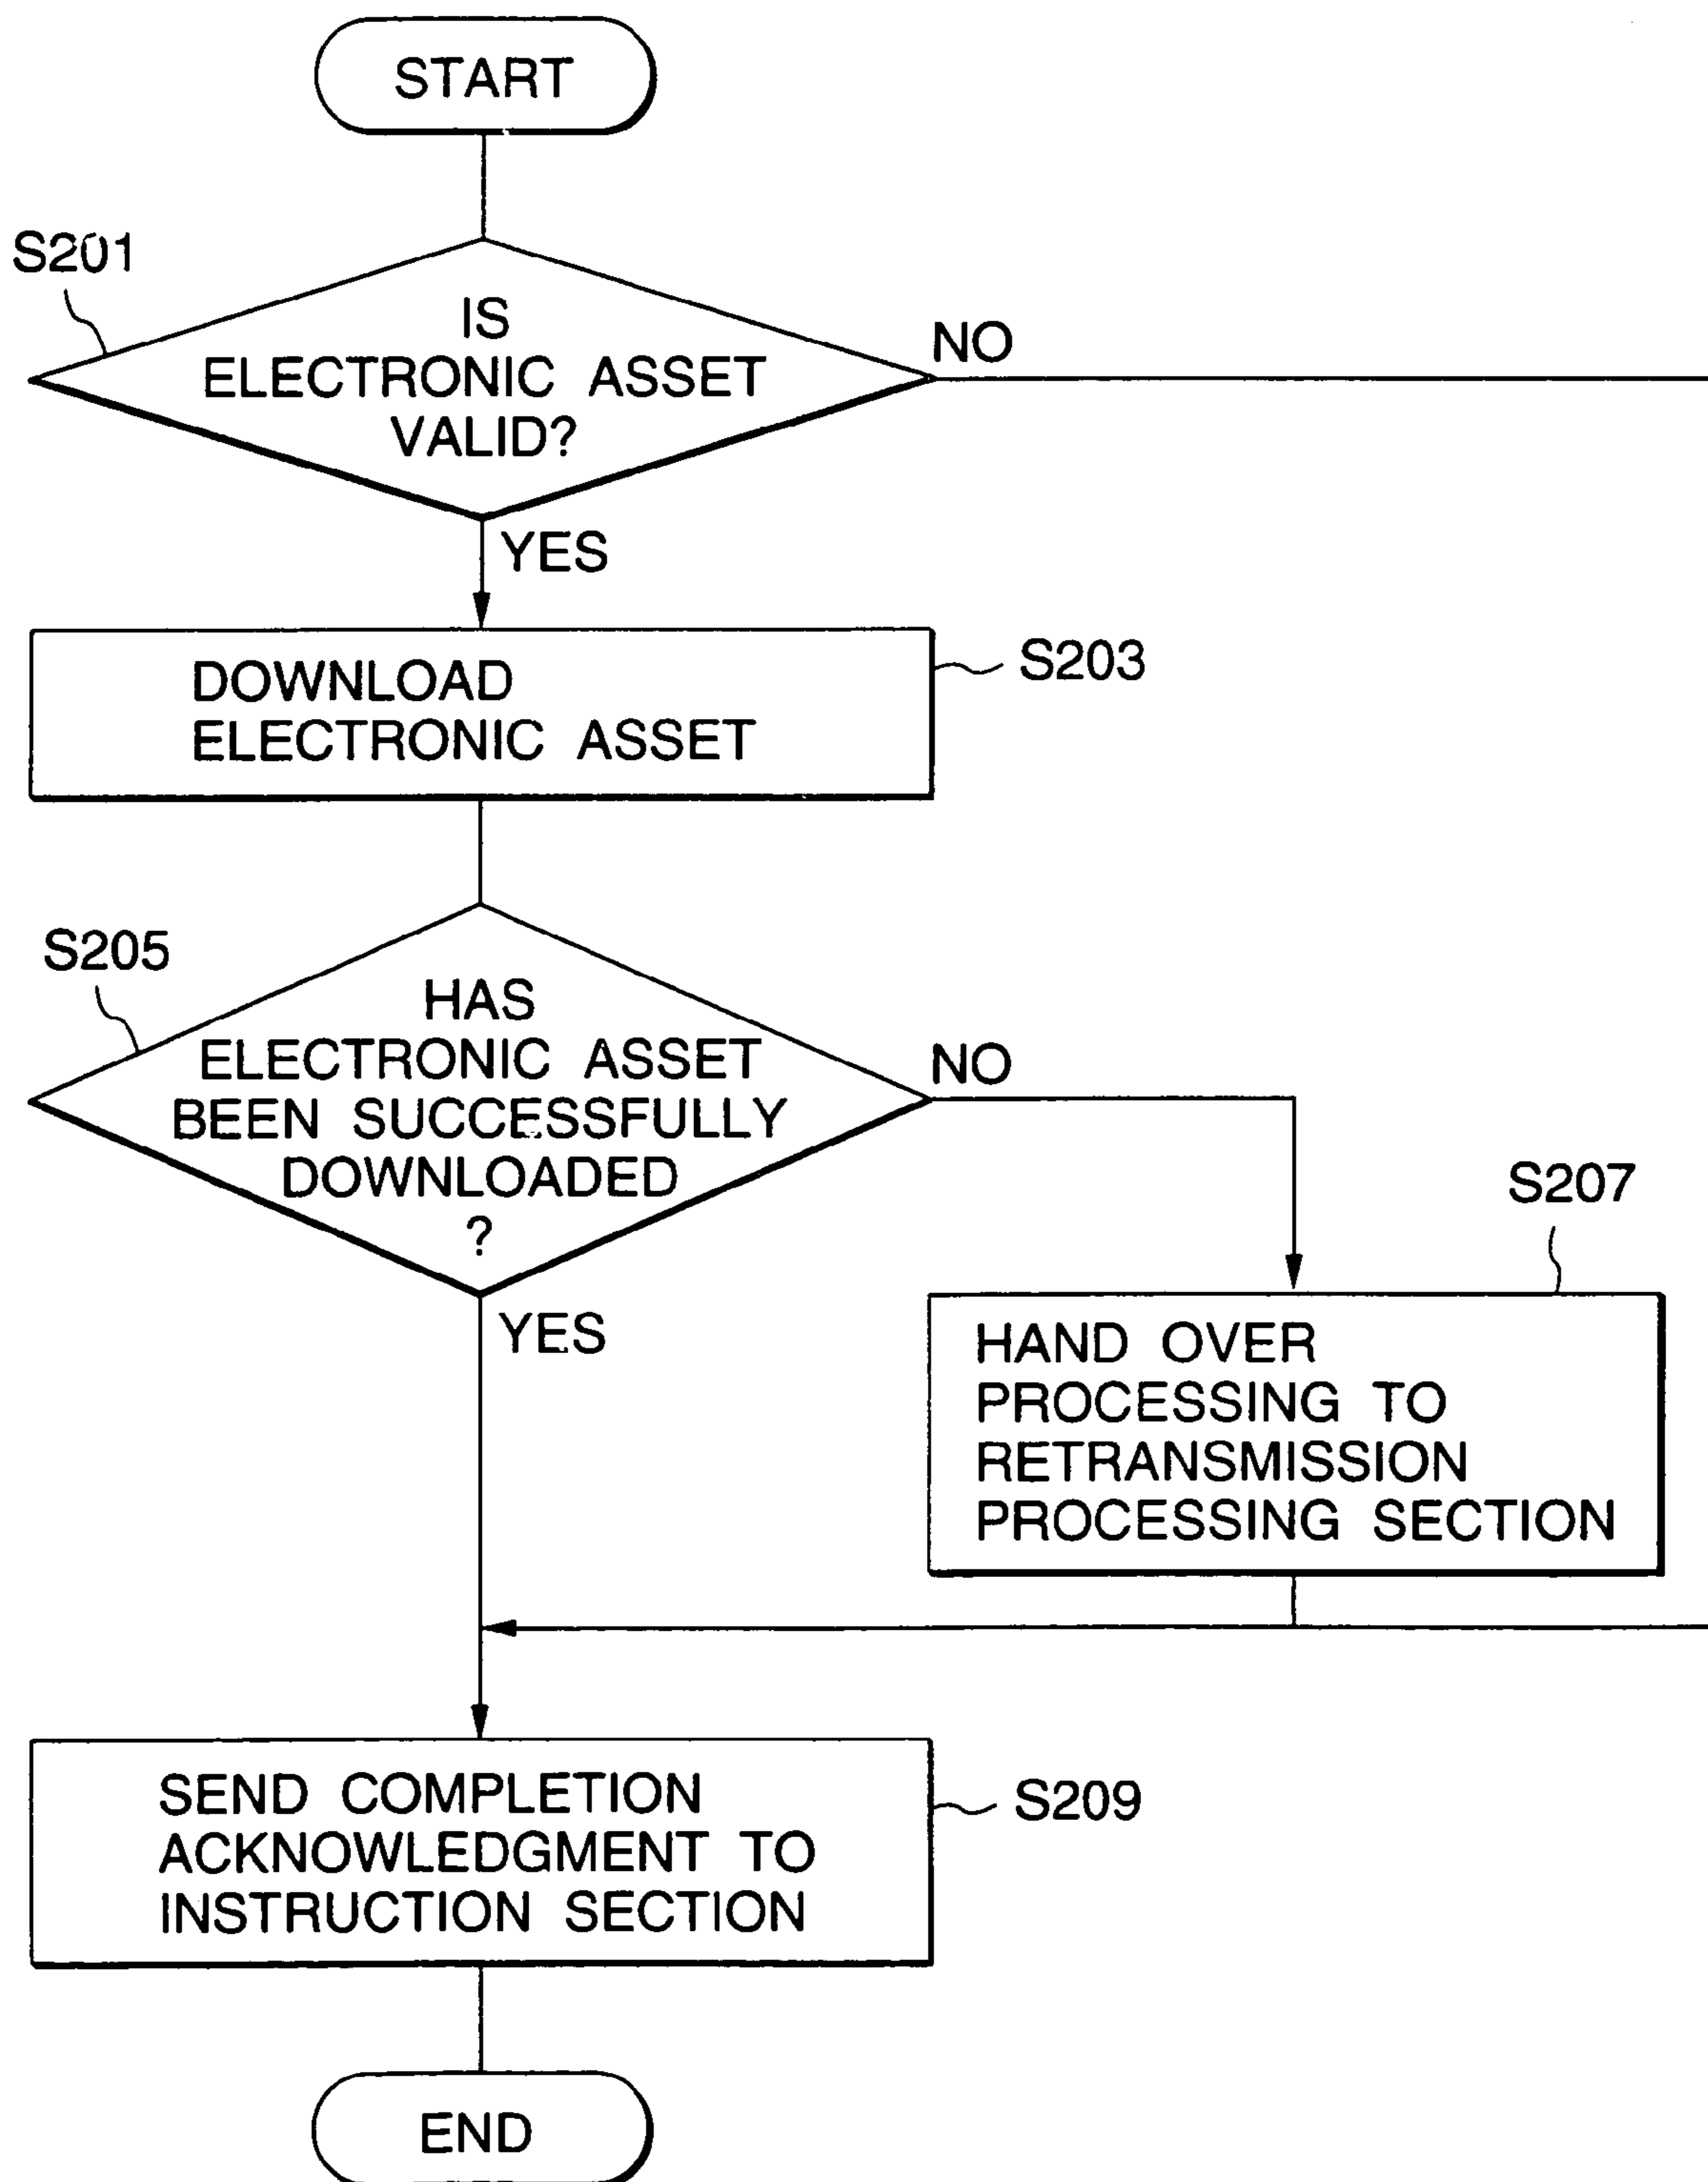 START
S201
IS
ELECTRONIC ASSET
VALID?
NO
YES
DOWNLOAD
ELECTRONIC ASSET
S203
S205
HAS
ELECTRONIC ASSET
BEEN SUCCESSFULLY
DOWNLOADED
?
NO
YES
S207
HAND OVER
PROCESSING TO
RETRANSMISSION
PROCESSING SECTION
SEND COMPLETION
ACKNOWLEDGMENT TO
INSTRUCTION SECTION
S209
END